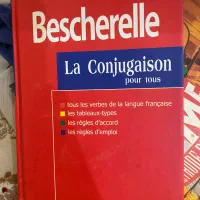 Bescherelle
La Conjugaison
pour tous
tous les verbes de la langue française
les tableaux-types
les règles d'accord
les règles d'emploi